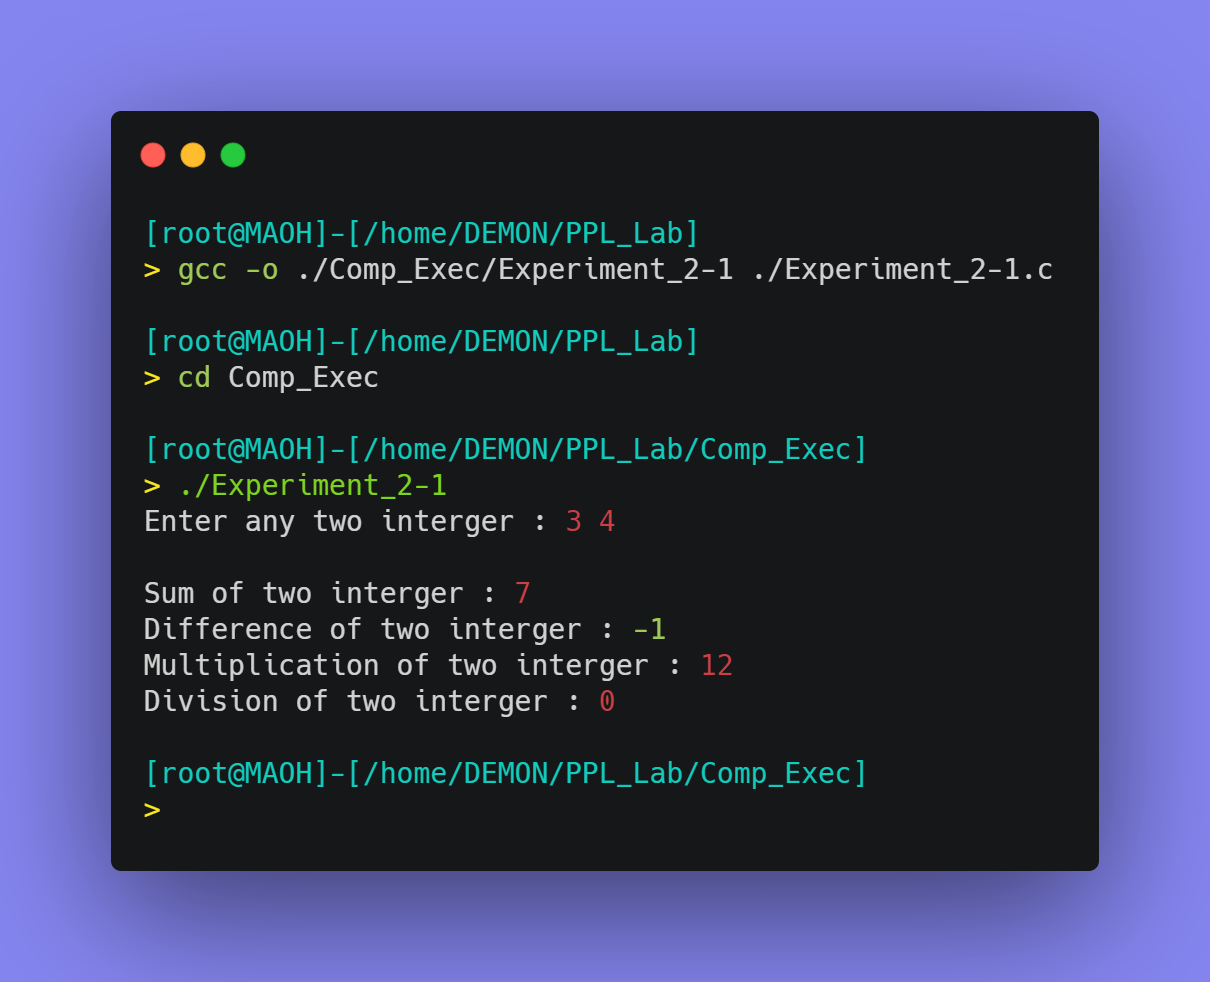 [root@MAOH]-[/home/DEMON/PPL_Lab]
> gcc -o ./Comp_Exec/Experiment_2-1 ./Experiment_2-1.c
[root@MAOH]-[/home/DEMON/PPL_Lab]
> cd Comp_Exec
[root@MAOH]-[/home/DEMON/PPL_Lab/Comp_Exec]
> ./Experiment_2-1
Enter any two interger : 3 4
Sum of two interger : 7
Difference of two interger : -1
Multiplication of two interger : 12
Division of two interger : 0
[root@MAOH]-[/home/DEMON/PPL_Lab/Comp_Exec]
>